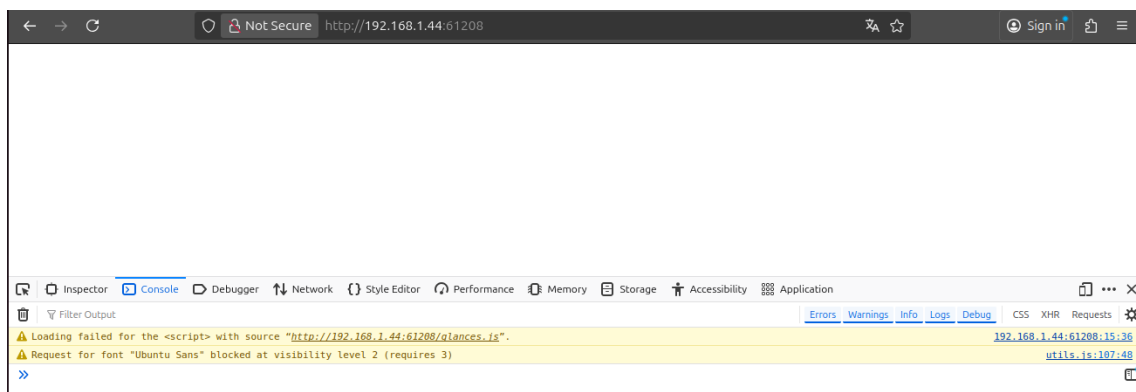 Not Secure http://192.168.1.44:61208 Sign in
Inspector Console Debugger Network Style Editor Performance Memory Storage Accessibility Application
Filter Output Errors Warnings Info Logs Debug CSS XHR Requests
Loading failed for the <script> with source "http://192.168.1.44:61208/glances.js". 192.168.1.44:61208:15:36
Request for font "Ubuntu Sans" blocked at visibility level 2 (requires 3) utils.js:107:48